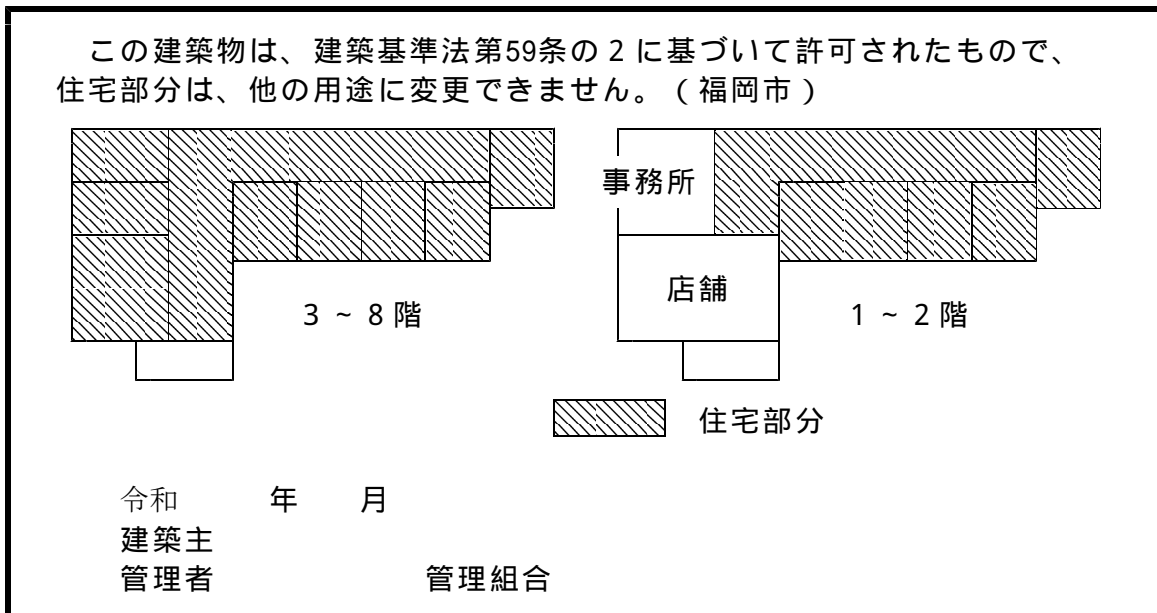 この建築物は、建築基準法第59条の２に基づいて許可されたもので、
住宅部分は、他の用途に変更できません。（福岡市）
事務所
店舗
３～８階
１～２階
住宅部分
令和　　　年　　月
建築主
管理者　　　　　　　管理組合